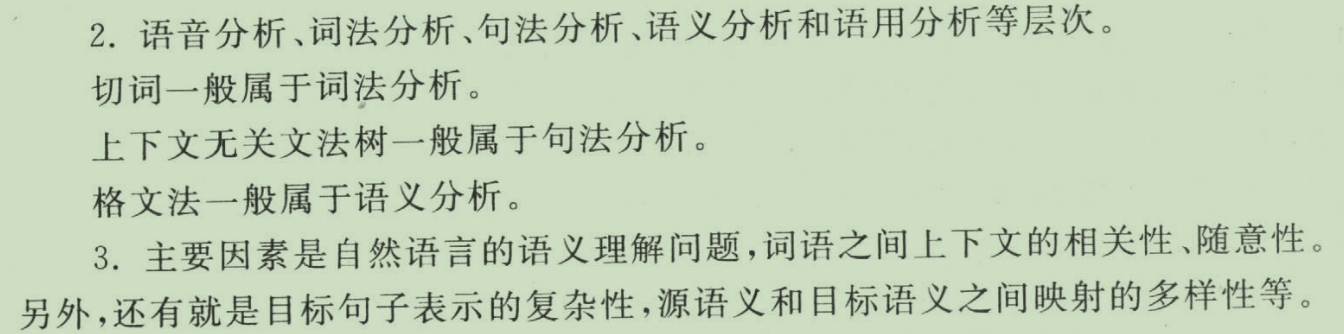 2. 语音分析、词法分析、句法分析、语义分析和语用分析等层次。
切词一般属于词法分析。
上下文无关文法树一般属于句法分析。
格文法一般属于语义分析。
3. 主要因素是自然语言的语义理解问题,词语之间上下文的相关性、随意性。
另外,还有就是目标句子表示的复杂性,源语义和目标语义之间映射的多样性等。